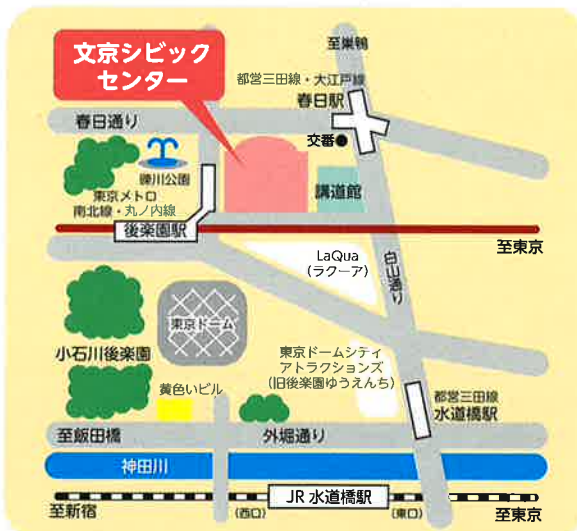 文京シビック
センター
至巣鴨
都営三田線・大江戸線
春日駅
春日通り
交番
礫川公園
講道館
東京メトロ
南北線・丸ノ内線
後楽園駅
至東京
LaQua
(ラクーア)
白山通り
東京ドーム
小石川後楽園
東京ドームシティ
アトラクションズ
(旧後楽園ゆうえんち)
黄色いビル
都営三田線
水道橋駅
至飯田橋
外堀通り
神田川
JR 水道橋駅
至新宿
(西口)
(東口)
至東京